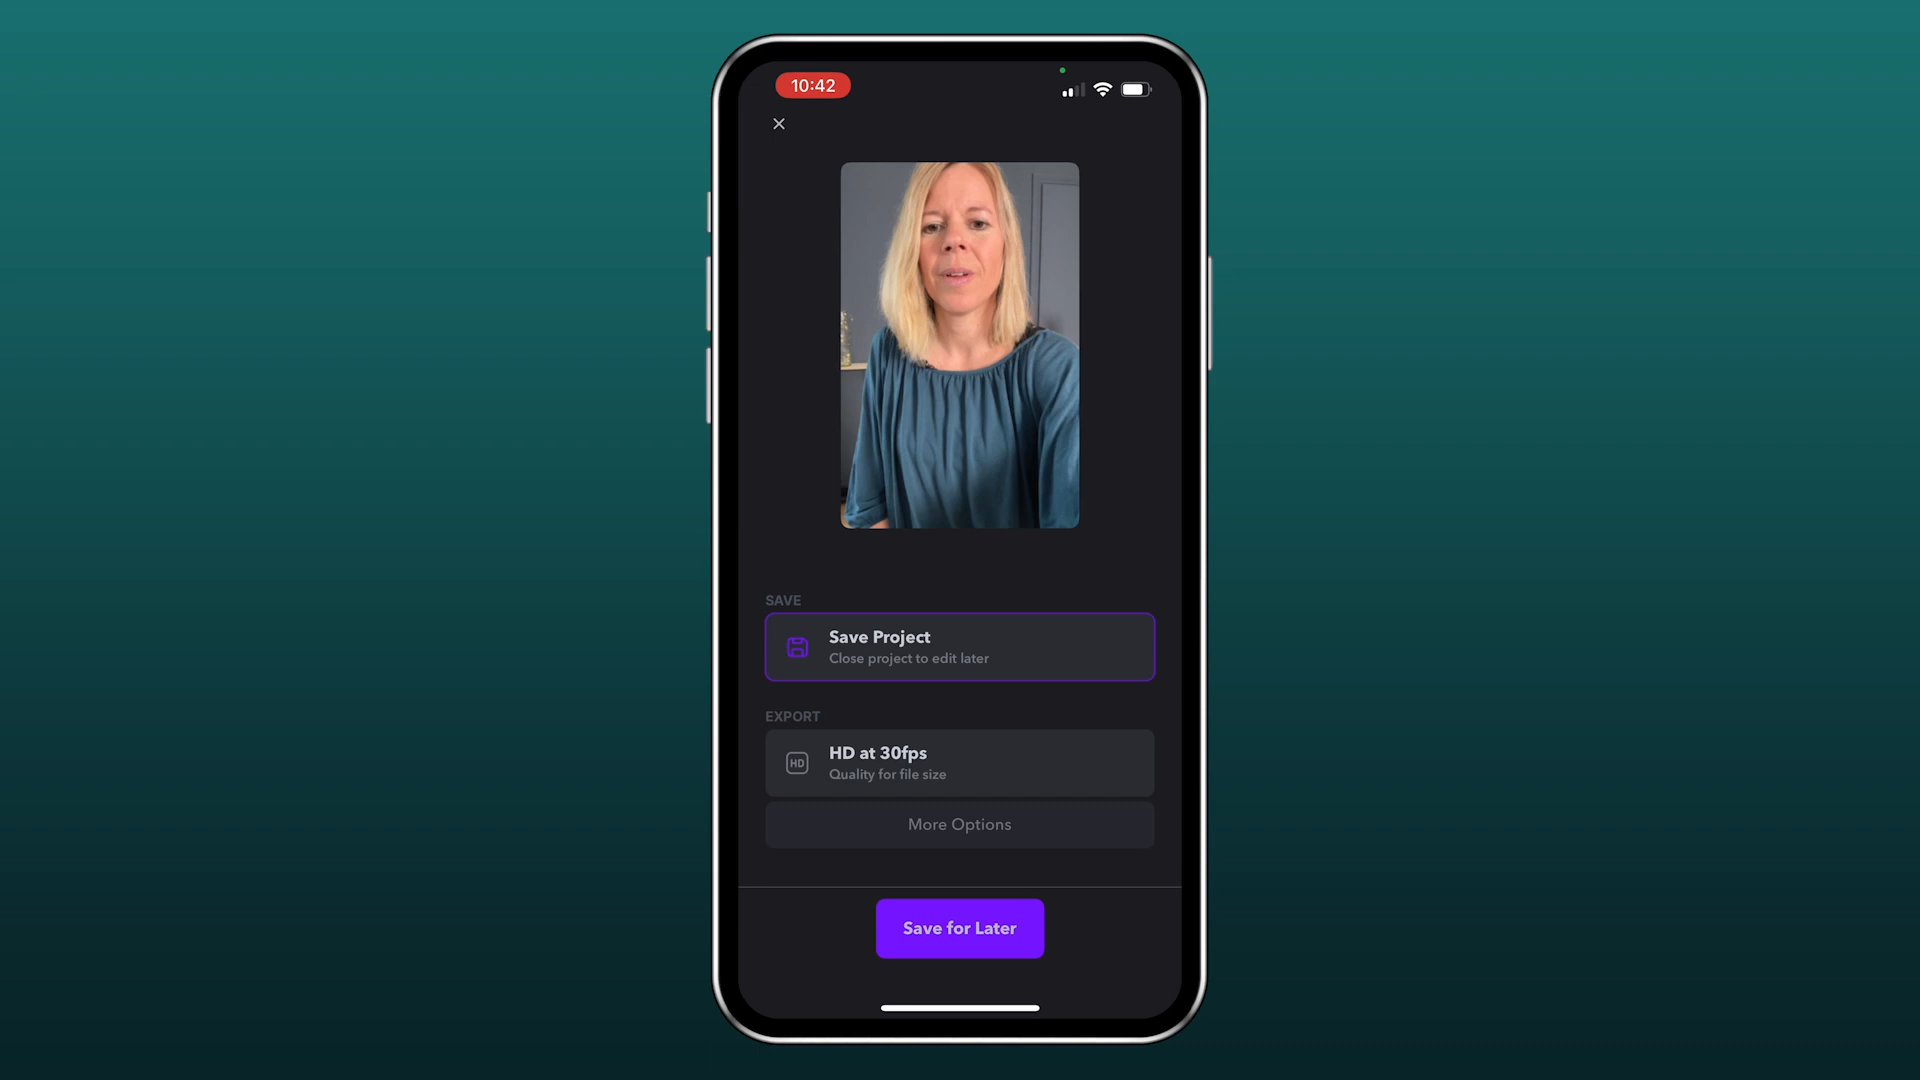 10:42
SAVE
Save Project
Close project to edit later
EXPORT
HD
HD at 30fps
Quality for file size
More Options
Save for Later